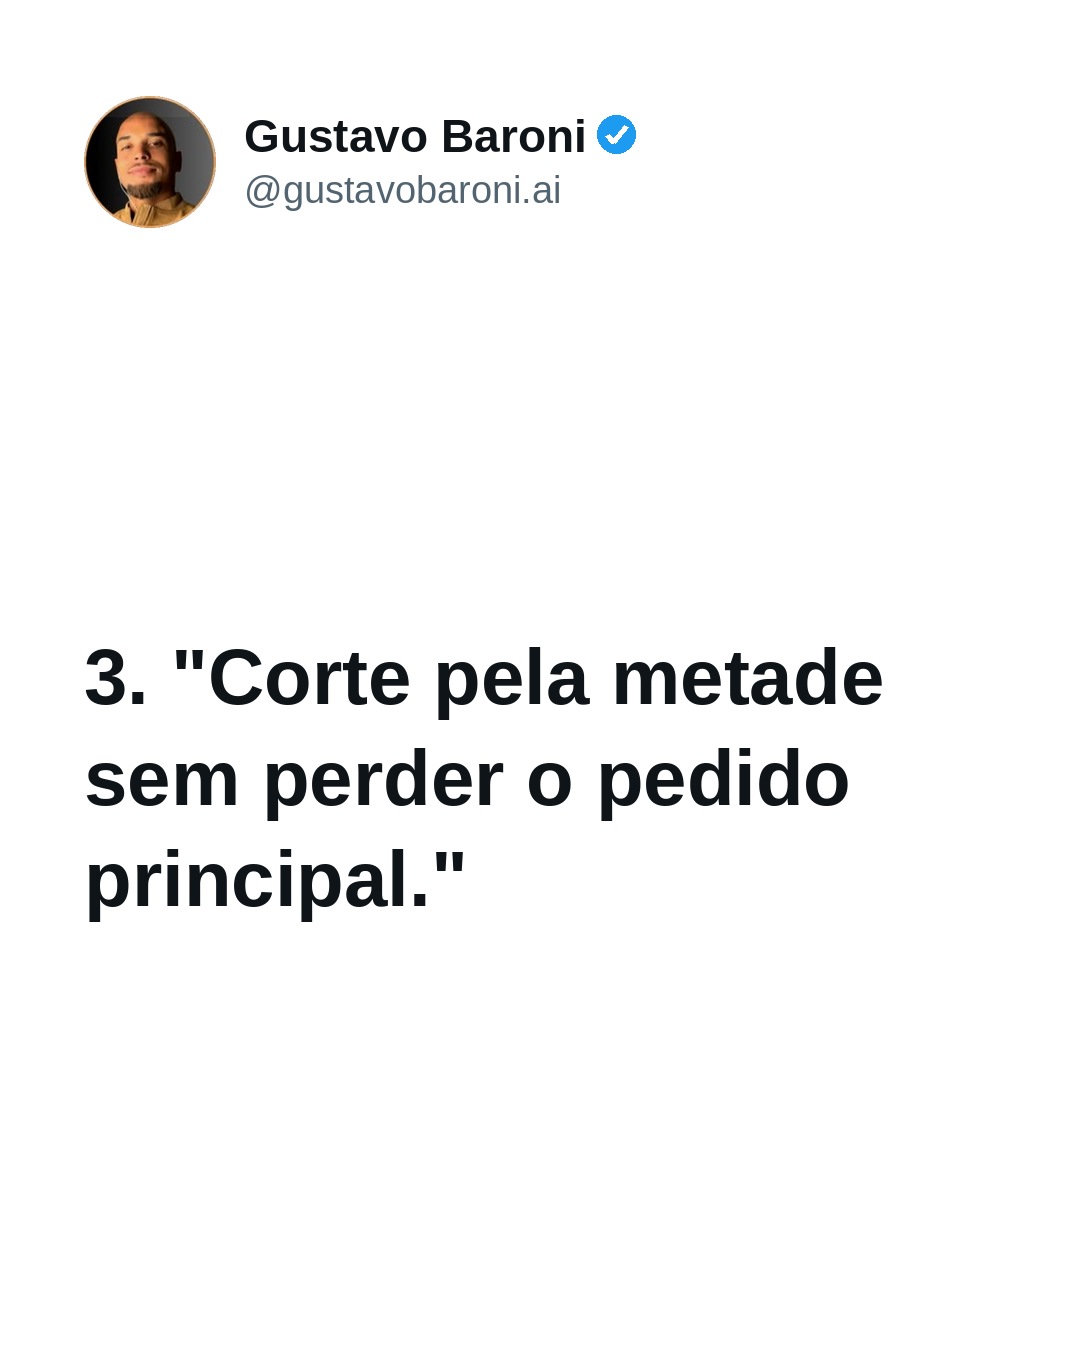 Gustavo Baroni
@gustavobaroni.ai
3. "Corte pela metade
sem perder o pedido
principal."